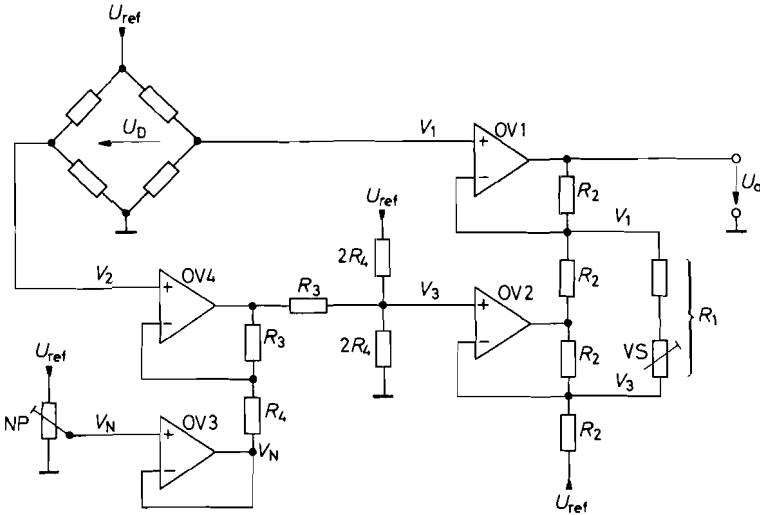 U_ref
U_D
V_1
+
−
OV1
R_2
U_a
V_1
U_ref
2R_4
V_2
+
−
OV4
R_3
V_3
+
−
OV2
R_2
R_1
R_3
2R_4
R_2
VS
V_3
U_ref
NP
R_4
V_N
+
−
OV3
V_N
R_2
U_ref